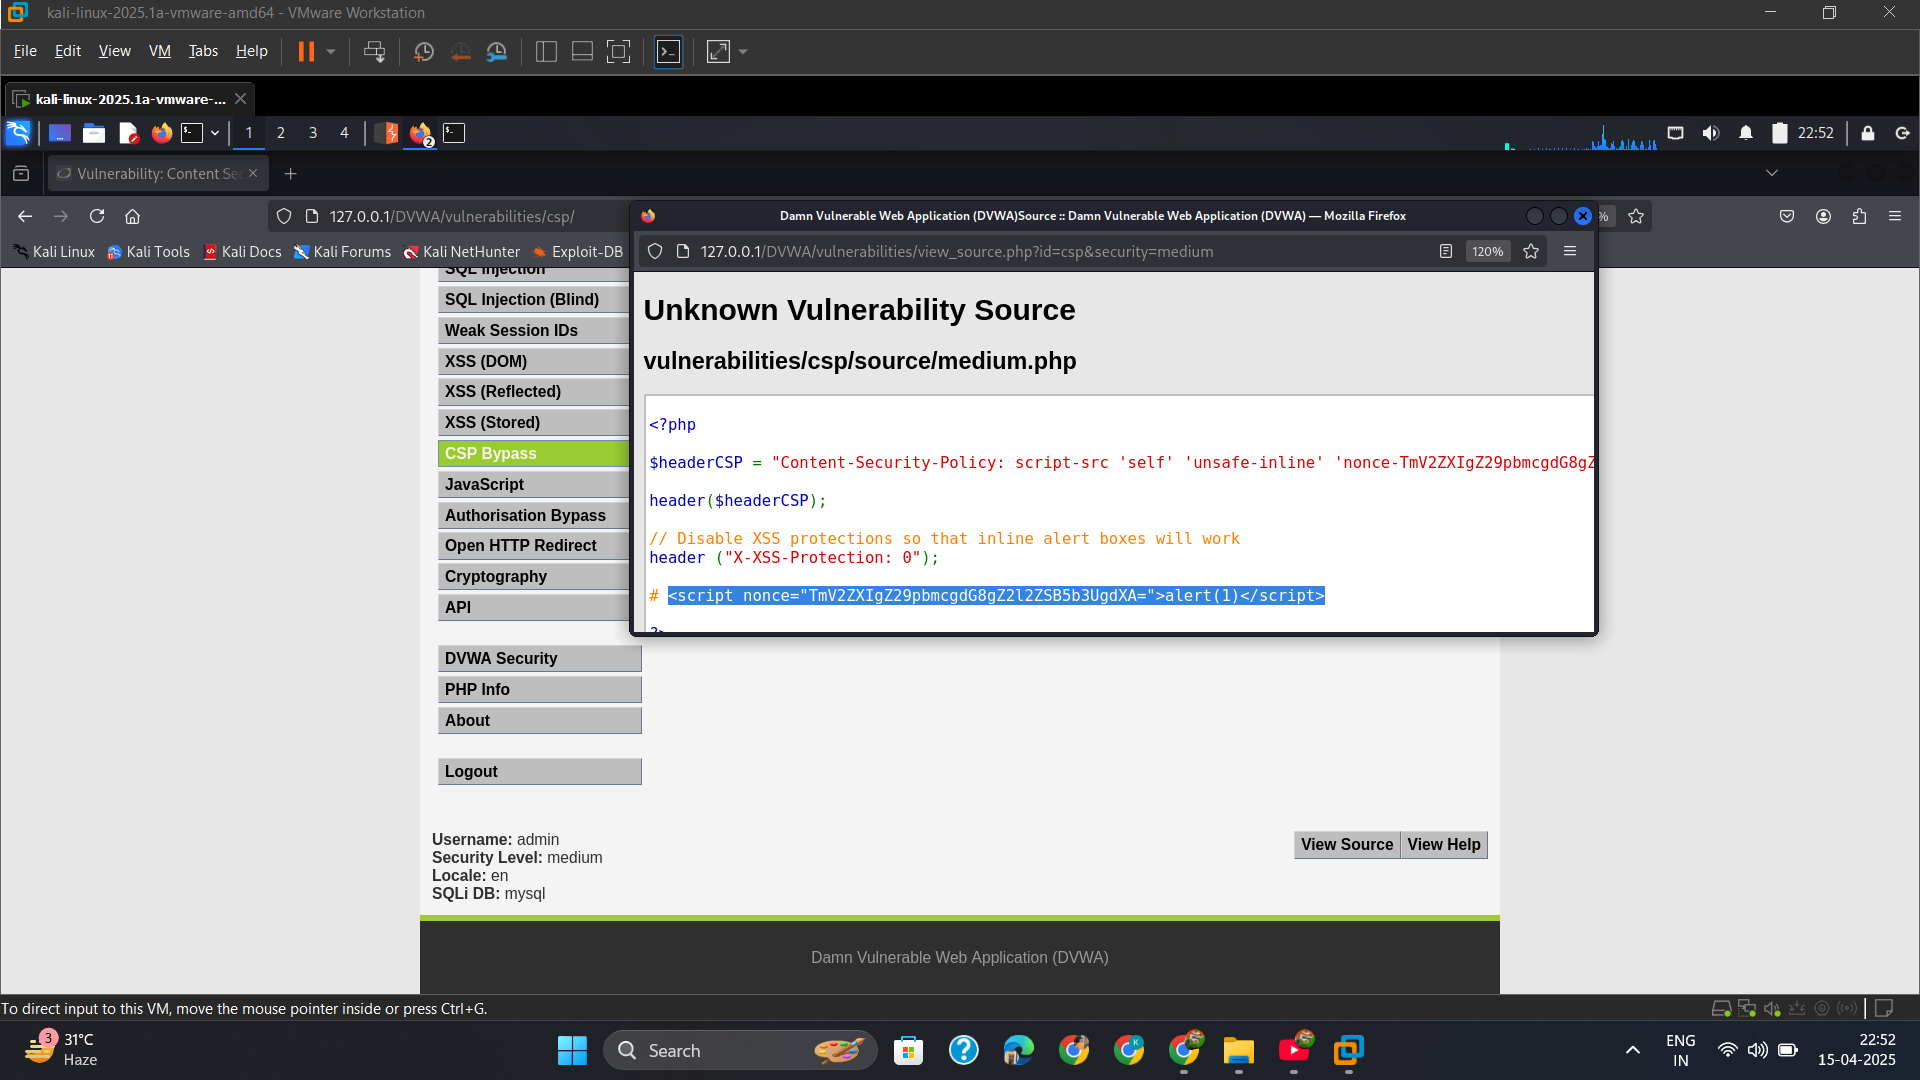 kali-linux-2025.1a-vmware-amd64 - VMware Workstation
File Edit View VM Tabs Help
kali-linux-2025.1a-vmware-...
1 2 3 4
2
22:52
Vulnerability: Content Sec
127.0.0.1/DVWA/vulnerabilities/csp/
%
Kali Linux Kali Tools Kali Docs Kali Forums Kali NetHunter Exploit-DB
Damn Vulnerable Web Application (DVWA)Source :: Damn Vulnerable Web Application (DVWA) — Mozilla Firefox
127.0.0.1/DVWA/vulnerabilities/view_source.php?id=csp&security=medium
120%
Unknown Vulnerability Source
vulnerabilities/csp/source/medium.php
<?php
$headerCSP = "Content-Security-Policy: script-src 'self' 'unsafe-inline' 'nonce-TmV2ZXIgZ29pbmcgdG8gZ
header($headerCSP);
// Disable XSS protections so that inline alert boxes will work
header ("X-XSS-Protection: 0");
# <script nonce="TmV2ZXIgZ29pbmcgdG8gZ2l2ZSB5b3UgdXA=">alert(1)</script>
?>
SQL Injection
SQL Injection (Blind)
Weak Session IDs
XSS (DOM)
XSS (Reflected)
XSS (Stored)
CSP Bypass
JavaScript
Authorisation Bypass
Open HTTP Redirect
Cryptography
API
DVWA Security
PHP Info
About
Logout
Username: admin
Security Level: medium
Locale: en
SQLi DB: mysql
View Source View Help
Damn Vulnerable Web Application (DVWA)
To direct input to this VM, move the mouse pointer inside or press Ctrl+G.
3
31°C
Haze
Search
K
ENG
IN
22:52
15-04-2025